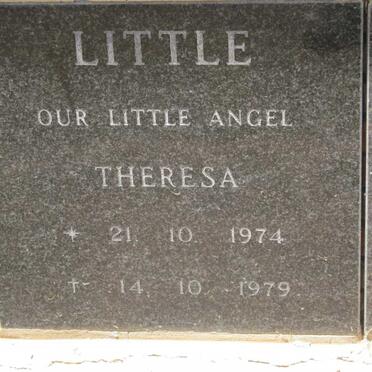 LITTLE
OUR LITTLE ANGEL
THERESA
* 21. 10. 1974
† 14. 10. 1979